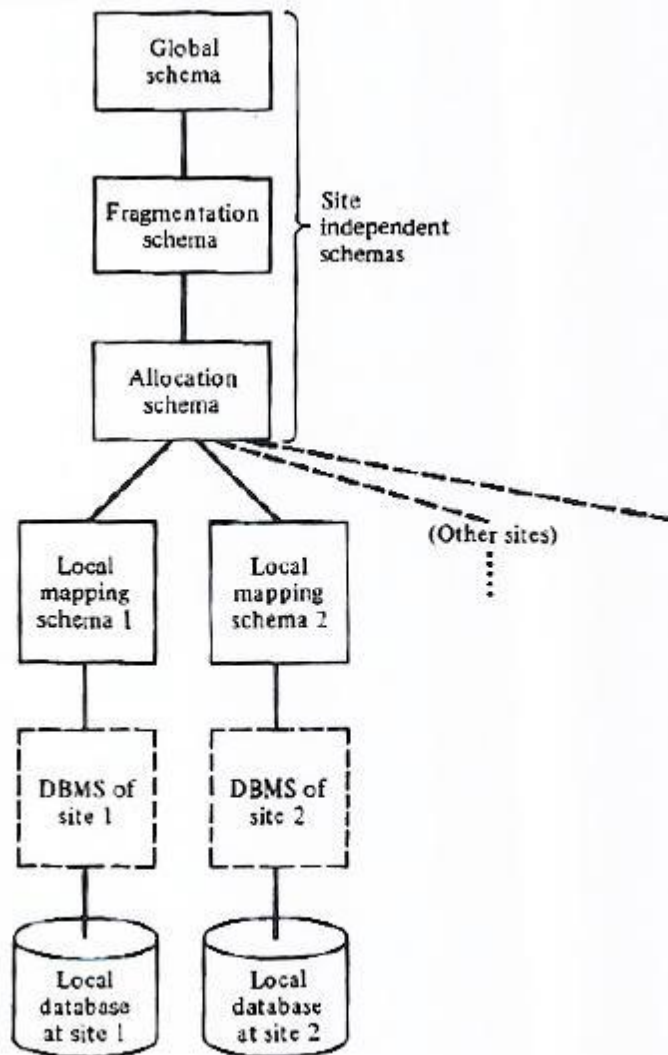 Global
schema
Fragmentation
schema
Site
independent
schemas
Allocation
schema
(Other sites)
Local
mapping
schema 1
Local
mapping
schema 2
DBMS of
site 1
DBMS of
site 2
Local
database
at site 1
Local
database
at site 2